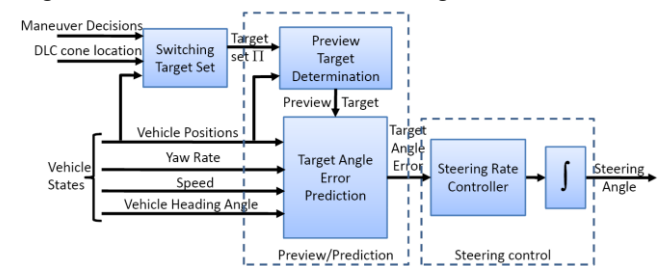 Maneuver Decisions
DLC cone location
Switching
Target Set
Target
set Π
Preview
Target
Determination
Preview Target
Vehicle Positions
Yaw Rate
Speed
Vehicle Heading Angle
Vehicle
States
Target Angle
Error
Prediction
Target
Angle
Error
Steering Rate
Controller
∫
Steering
Angle
Preview/Prediction
Steering control